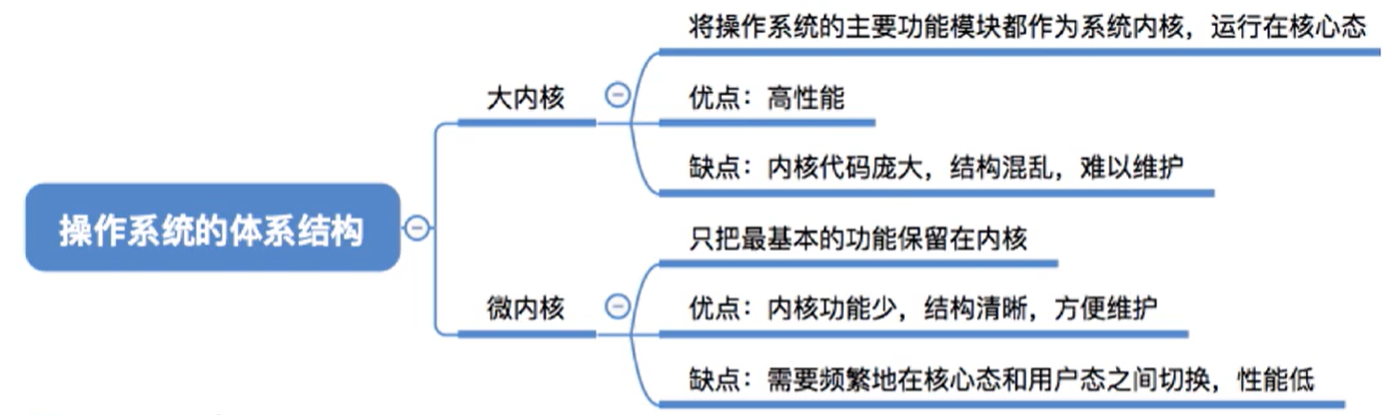 操作系统的体系结构
大内核
将操作系统的主要功能模块都作为系统内核，运行在核心态
优点：高性能
缺点：内核代码庞大，结构混乱，难以维护
微内核
只把最基本的功能保留在内核
优点：内核功能少，结构清晰，方便维护
缺点：需要频繁地在核心态和用户态之间切换，性能低